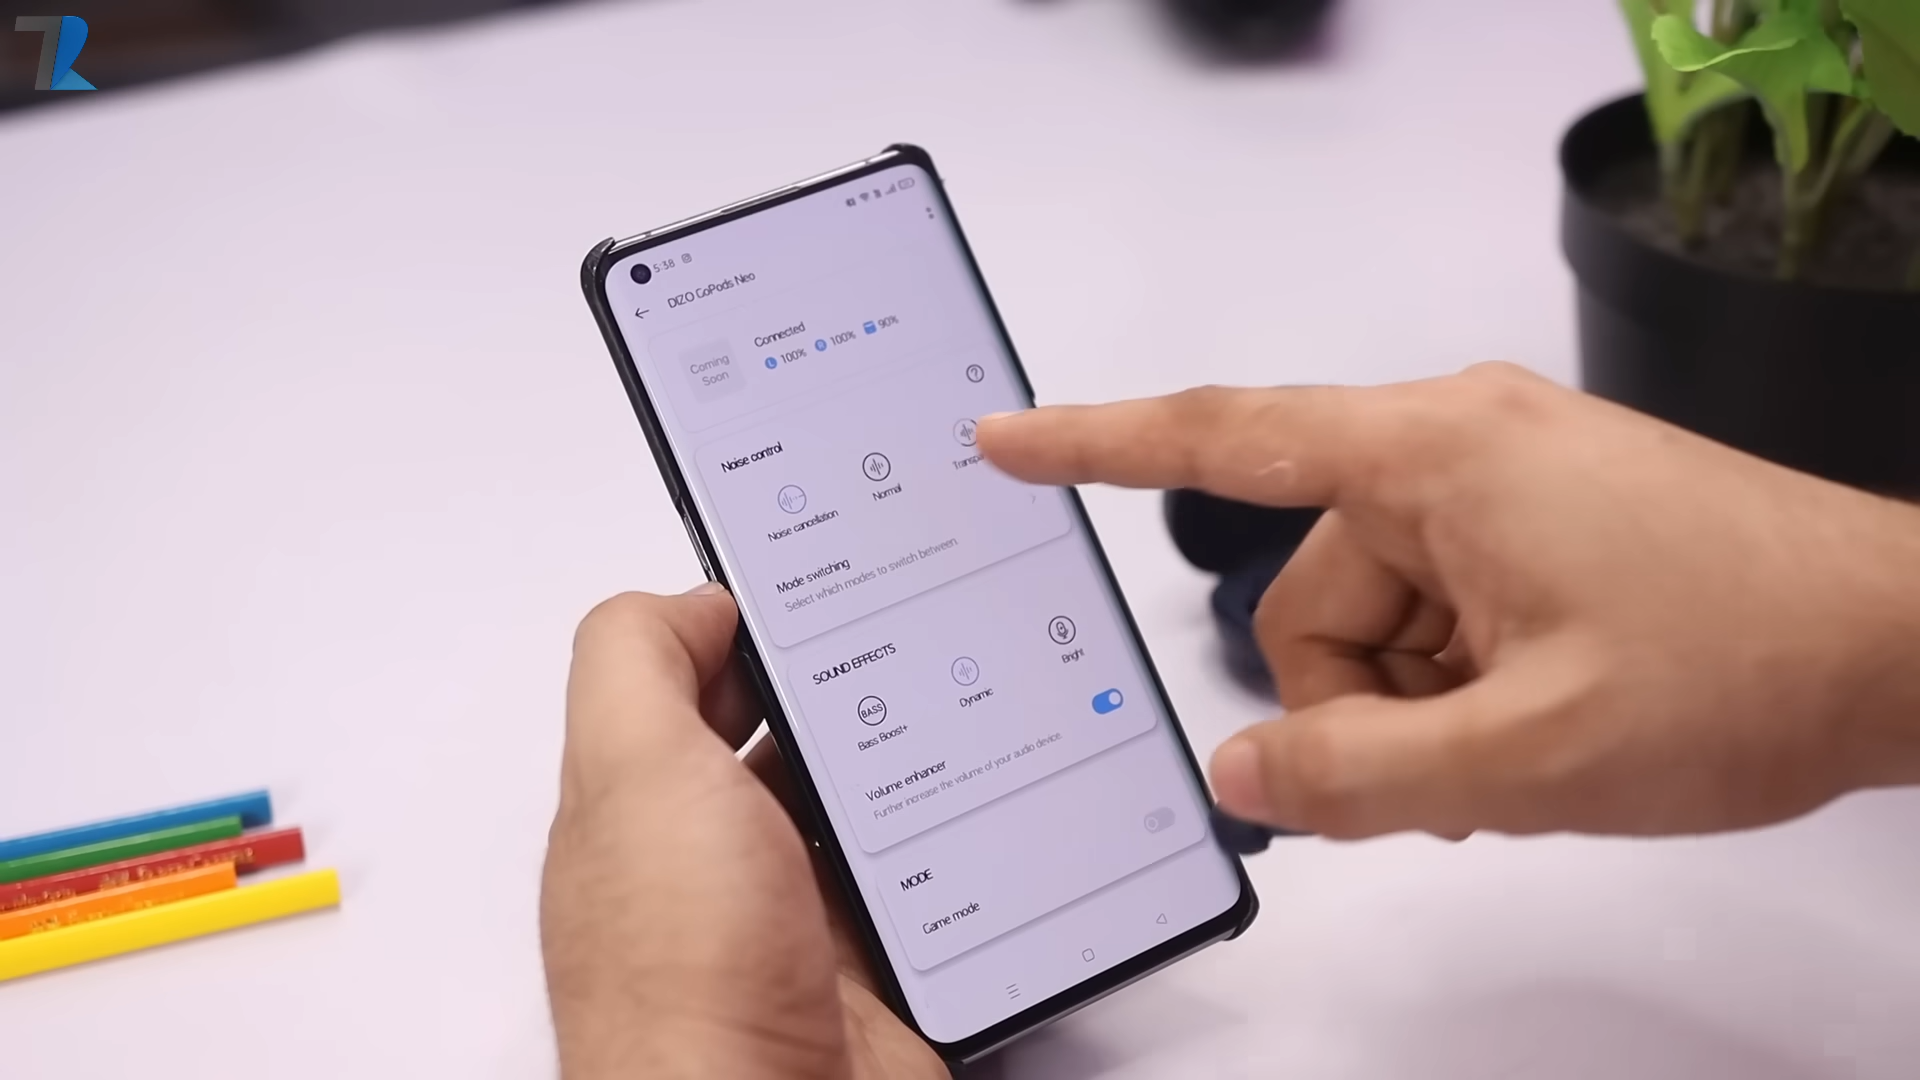 5:38
DIZO GoPods Neo
Coming
Soon
Connected
L 100% R 100% 90%
Noise control
Noise cancellation
Normal
Transpa
Mode switching
Select which modes to switch between
SOUND EFFECTS
BASS
Bass Boost+
Dynamic
Bright
Volume enhancer
Further increase the volume of your audio device.
MODE
Game mode